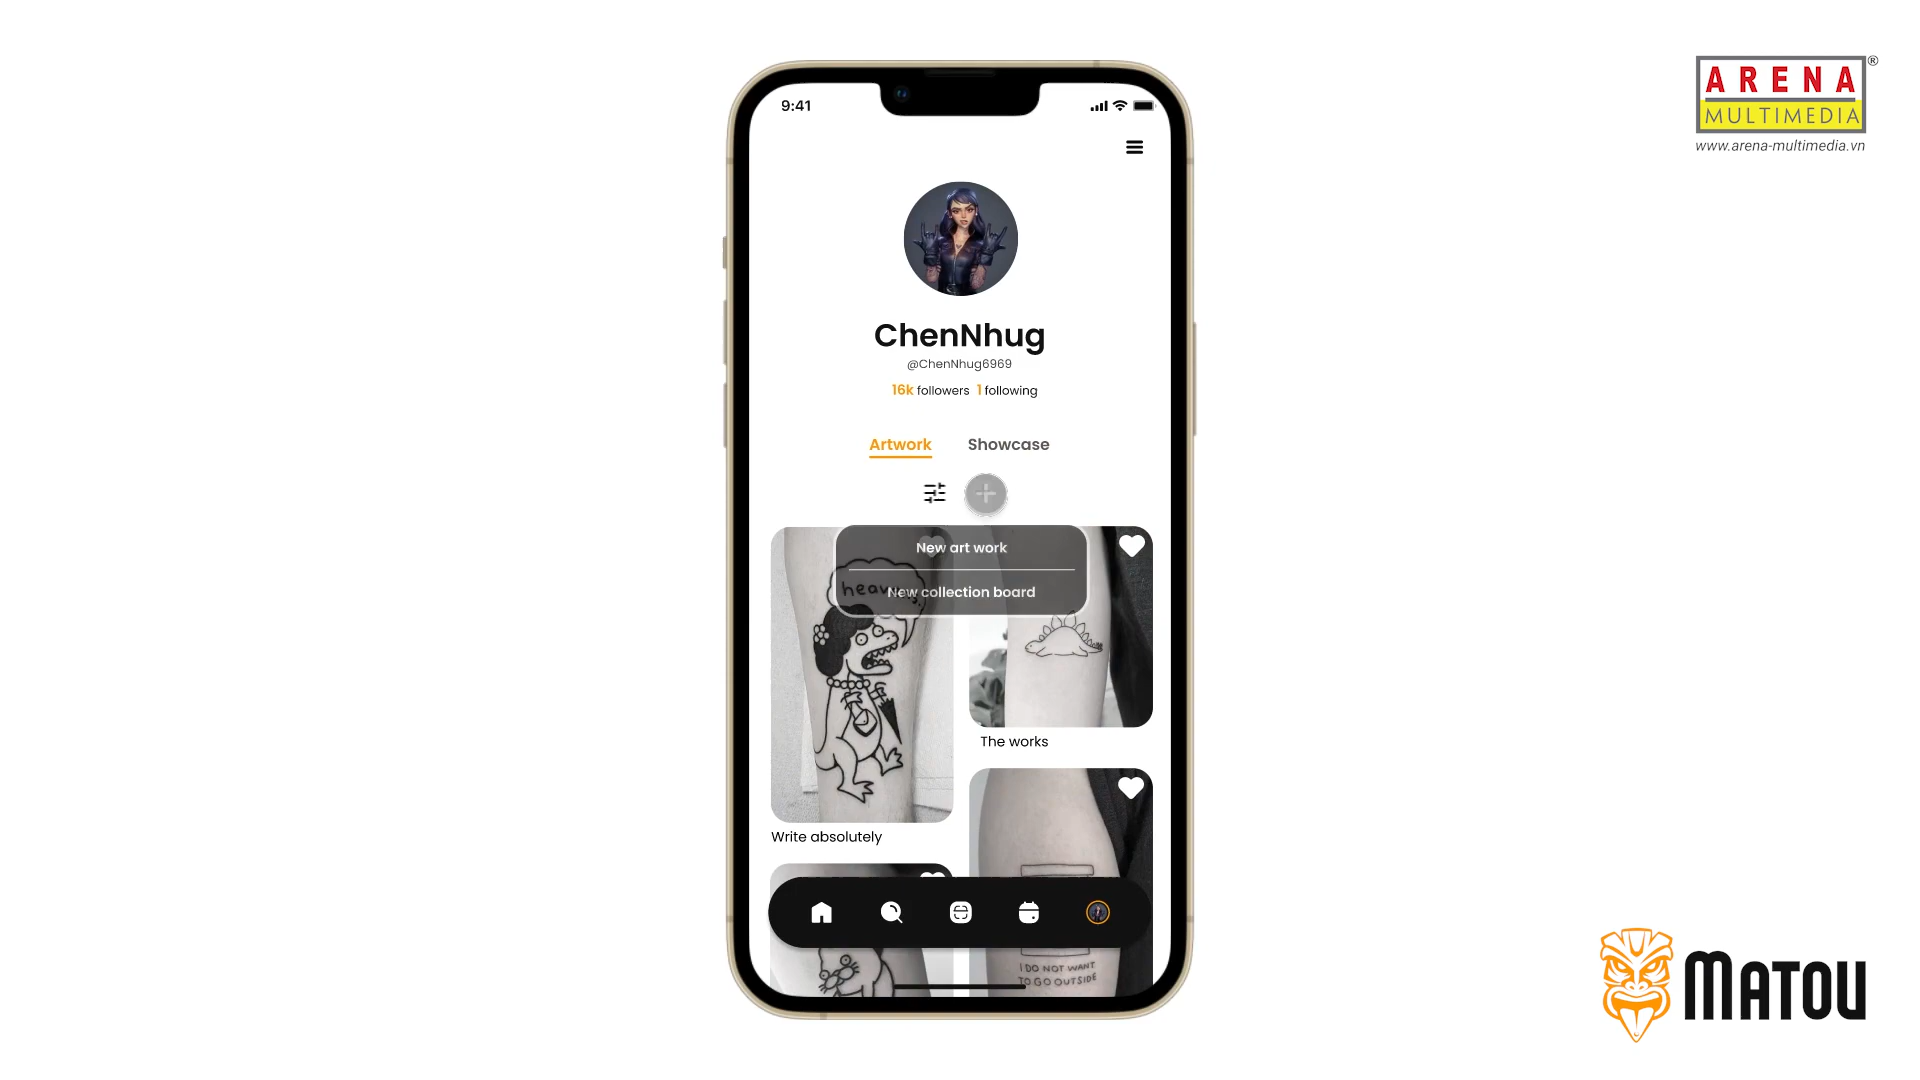 ARENA ®
MULTIMEDIA
www.arena-multimedia.vn
9:41
ChenNhug
@ChenNhug6969
16k followers 1 following
Artwork Showcase
New art work
New collection board
heavy...
The works
Write absolutely
I DO NOT WANT
TO GO OUTSIDE
MATOU